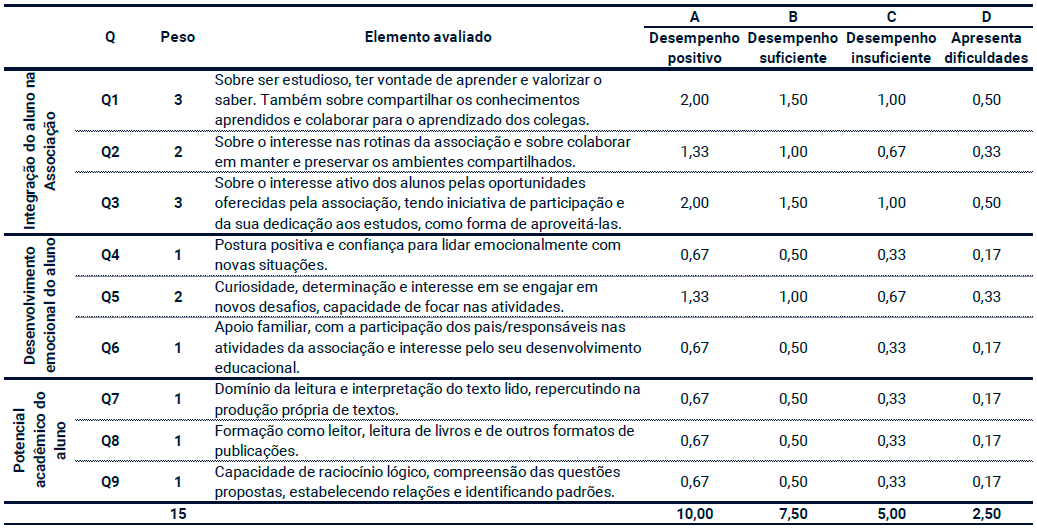 A B C D
Q Peso Elemento avaliado Desempenho Desempenho Desempenho Apresenta
positivo suficiente insuficiente dificuldades
Integração do aluno na
Associação
Sobre ser estudioso, ter vontade de aprender e valorizar o
Q1 3 saber. Também sobre compartilhar os conhecimentos 2,00 1,50 1,00 0,50
aprendidos e colaborar para o aprendizado dos colegas.
Q2 2 Sobre o interesse nas rotinas da associação e sobre colaborar 1,33 1,00 0,67 0,33
em manter e preservar os ambientes compartilhados.
Sobre o interesse ativo dos alunos pelas oportunidades
Q3 3 oferecidas pela associação, tendo iniciativa de participação e 2,00 1,50 1,00 0,50
da sua dedicação aos estudos, como forma de aproveitá-las.
Desenvolvimento
emocional do aluno
Q4 1 Postura positiva e confiança para lidar emocionalmente com 0,67 0,50 0,33 0,17
novas situações.
Q5 2 Curiosidade, determinação e interesse em se engajar em 1,33 1,00 0,67 0,33
novos desafios, capacidade de focar nas atividades.
Apoio familiar, com a participação dos pais/responsáveis nas
Q6 1 atividades da associação e interesse pelo seu desenvolvimento 0,67 0,50 0,33 0,17
educacional.
Potencial
acadêmico do
aluno
Q7 1 Domínio da leitura e interpretação do texto lido, repercutindo na 0,67 0,50 0,33 0,17
produção própria de textos.
Q8 1 Formação como leitor, leitura de livros e de outros formatos de 0,67 0,50 0,33 0,17
publicações.
Q9 1 Capacidade de raciocínio lógico, compreensão das questões 0,67 0,50 0,33 0,17
propostas, estabelecendo relações e identificando padrões.
15 10,00 7,50 5,00 2,50